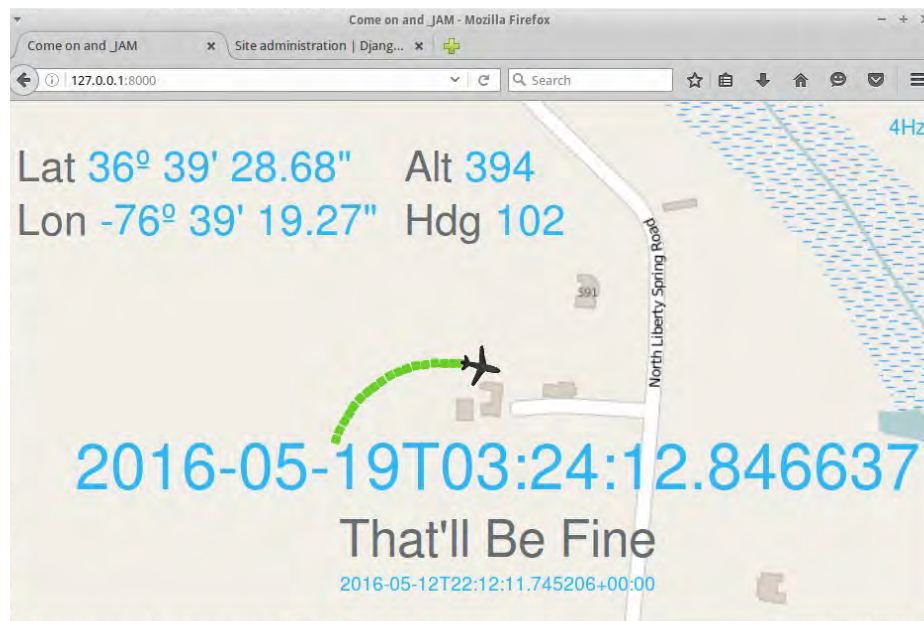 Come on and _JAM - Mozilla Firefox
Come on and _JAM
Site administration | Djang...
127.0.0.1:8000
Search
4Hz
Lat 36º 39' 28.68" Alt 394
Lon -76º 39' 19.27" Hdg 102
591
North Liberty Spring Road
2016-05-19T03:24:12.846637
That'll Be Fine
2016-05-12T22:12:11.745206+00:00